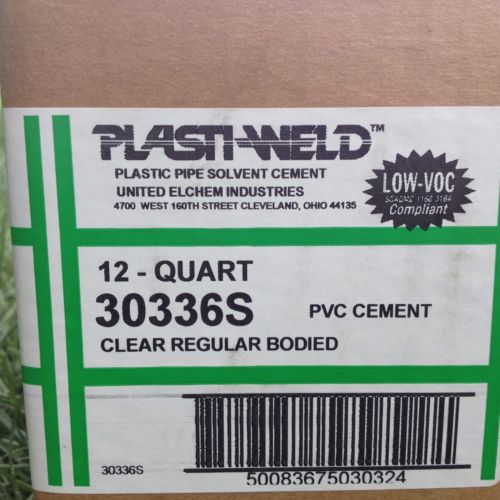 PLASTI-WELD™
PLASTIC PIPE SOLVENT CEMENT
UNITED ELCHEM INDUSTRIES
4700 WEST 160TH STREET CLEVELAND, OHIO 44135
LOW-VOC
Compliant
12 - QUART
30336S
PVC CEMENT
CLEAR REGULAR BODIED
30336S
50083675030324